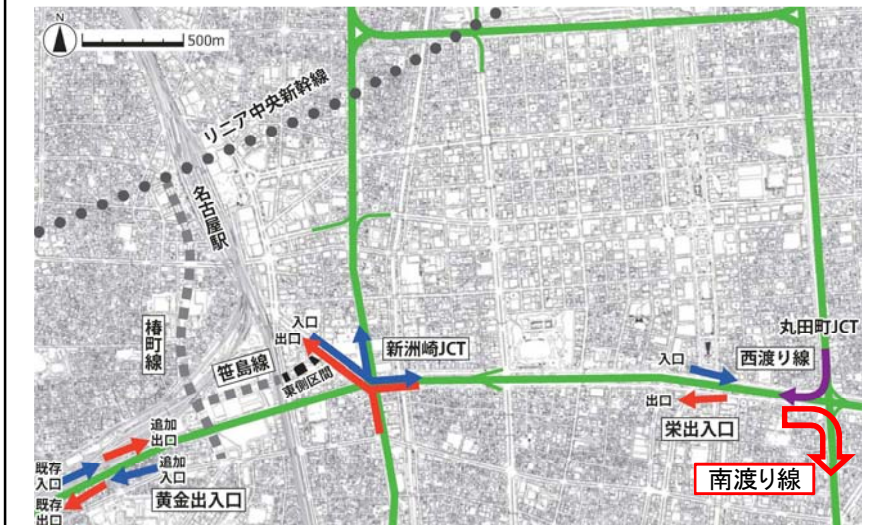 N
500m
リニア中央新幹線
名古屋駅
椿町線
笹島線
東側区間
入口
出口
新洲崎JCT
丸田町JCT
入口
西渡り線
出口
栄出入口
南渡り線
追加
出口
既存
入口
追加
入口
既存
出口
黄金出入口